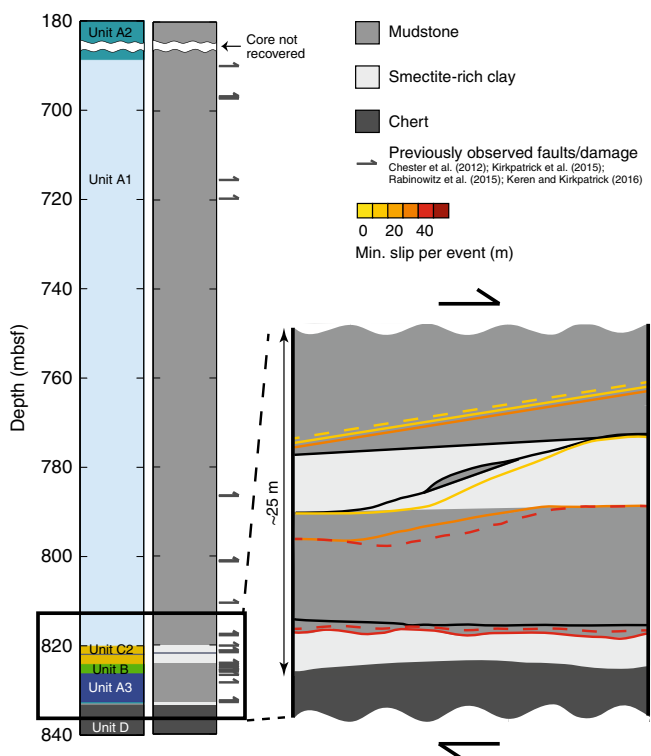 Depth (mbsf)
180
700
720
740
760
780
800
820
840
Unit A2
Unit A1
Unit C2
Unit B
Unit A3
Unit D
Core not
recovered
Mudstone
Smectite-rich clay
Chert
Previously observed faults/damage
Chester et al. (2012); Kirkpatrick et al. (2015);
Rabinowitz et al. (2015); Keren and Kirkpatrick (2016)
0 20 40
Min. slip per event (m)
~25 m